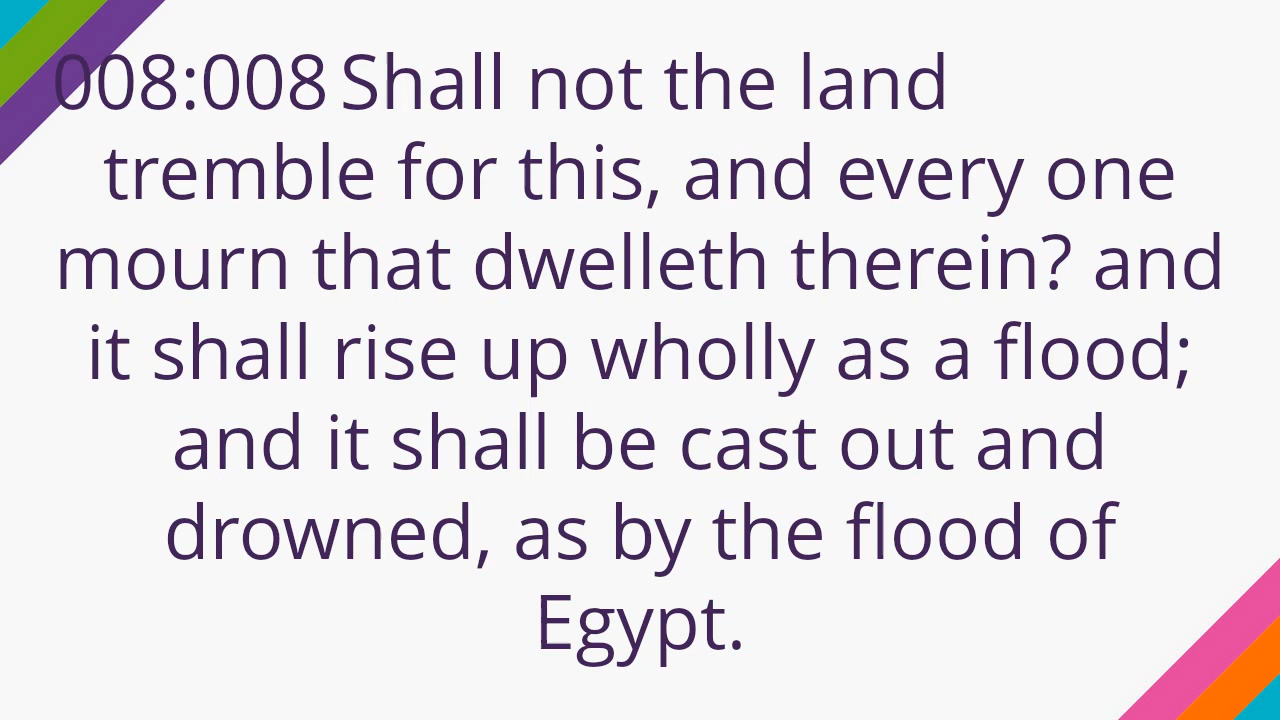 008:008 Shall not the land
tremble for this, and every one
mourn that dwelleth therein? and
it shall rise up wholly as a flood;
and it shall be cast out and
drowned, as by the flood of
Egypt.